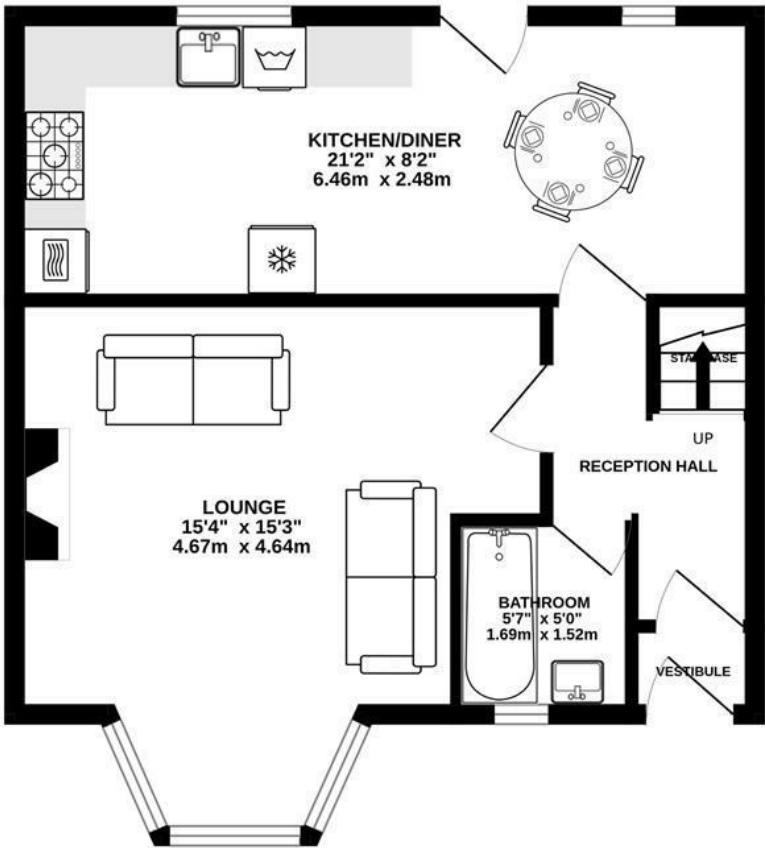 KITCHEN/DINER
21'2" x 8'2"
6.46m x 2.48m
STAIRCASE
UP
RECEPTION HALL
LOUNGE
15'4" x 15'3"
4.67m x 4.64m
BATHROOM
5'7" x 5'0"
1.69m x 1.52m
VESTIBULE